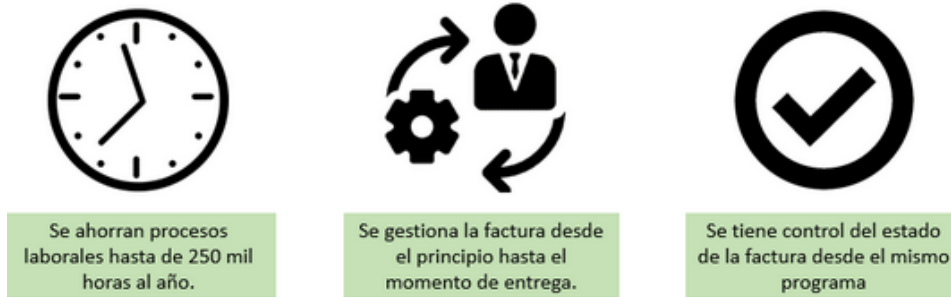 Se ahorran procesos
laborales hasta de 250 mil
horas al año.
Se gestiona la factura desde
el principio hasta el
momento de entrega.
Se tiene control del estado
de la factura desde el mismo
programa